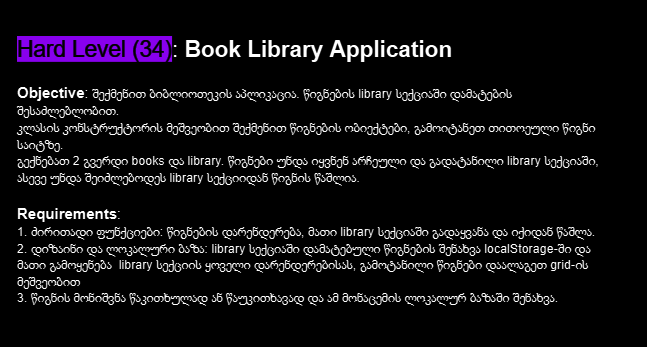 Hard Level (34): Book Library Application
Objective: შექმენით ბიბლიოთეკის აპლიკაცია. წიგნების library სექციაში დამატების
შესაძლებლობით.
კლასის კონსტრუქტორის მეშვეობით შექმენით წიგნების ობიექტები, გამოიტანეთ თითოეული წიგნი
საიტზე.
გექნებათ 2 გვერდი books და library. წიგნები უნდა იყვნენ არჩეული და გადატანილი library სექციაში,
ასევე უნდა შეიძლებოდეს library სექციიდან წიგნის წაშლია.
Requirements:
1. ძირითადი ფუნქციები: წიგნების დარენდერება, მათი library სექციაში გადაყვანა და იქიდან წაშლა.
2. დიზაინი და ლოკალური ბაზა: library სექციაში დამატებული წიგნების შენახვა localStorage-ში და
მათი გამოყენება library სექციის ყოველი დარენდერებისას, გამოტანილი წიგნები დაალაგეთ grid-ის
მეშვეობით
3. წიგნის მონიშვნა წაკითხულად ან წაუკითხავად და ამ მონაცემის ლოკალურ ბაზაში შენახვა.